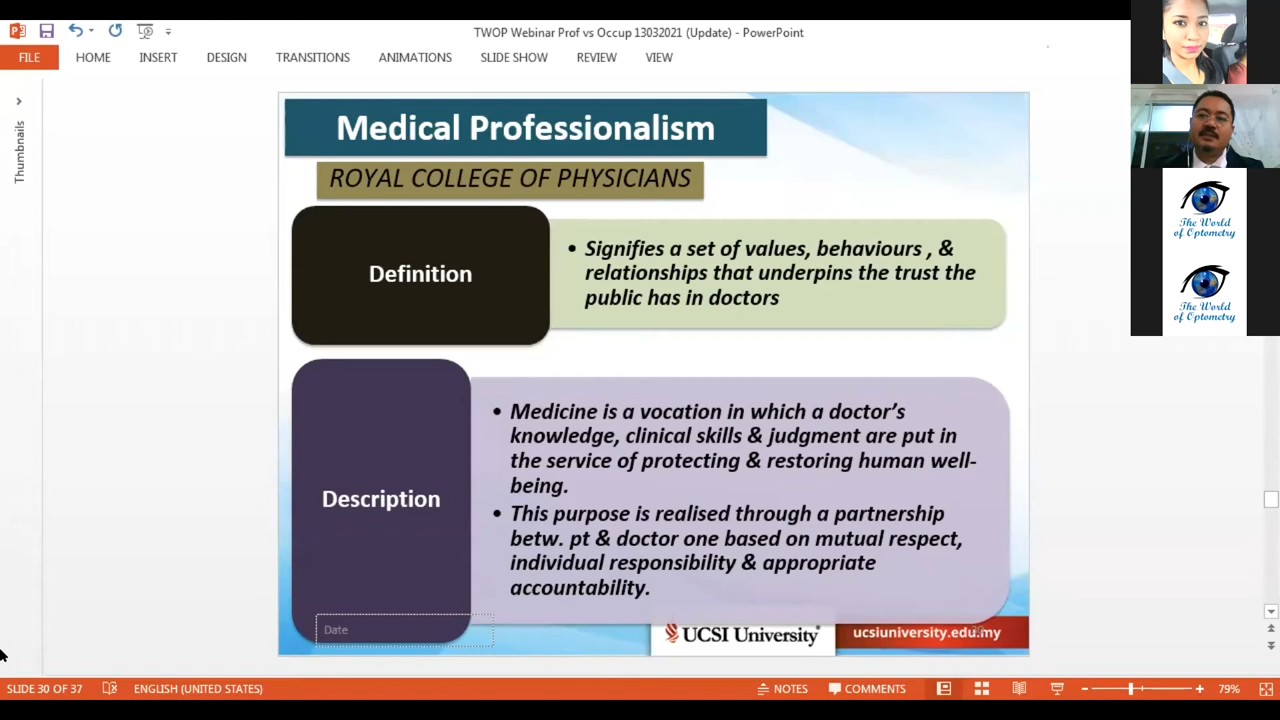 TWOP Webinar Prof vs Occup 13032021 (Update) - PowerPoint
FILE
HOME
INSERT
DESIGN
TRANSITIONS
ANIMATIONS
SLIDE SHOW
REVIEW
VIEW
Thumbnails
Medical Professionalism
ROYAL COLLEGE OF PHYSICIANS
Definition
• Signifies a set of values, behaviours , &
relationships that underpins the trust the
public has in doctors
Description
• Medicine is a vocation in which a doctor's
knowledge, clinical skills & judgment are put in
the service of protecting & restoring human well-
being.
• This purpose is realised through a partnership
betw. pt & doctor one based on mutual respect,
individual responsibility & appropriate
accountability.
Date
UCSI University
ucsiuniversity.edu.my
The World
of Optometry
The World
of Optometry
SLIDE 30 OF 37
ENGLISH (UNITED STATES)
NOTES
COMMENTS
79%